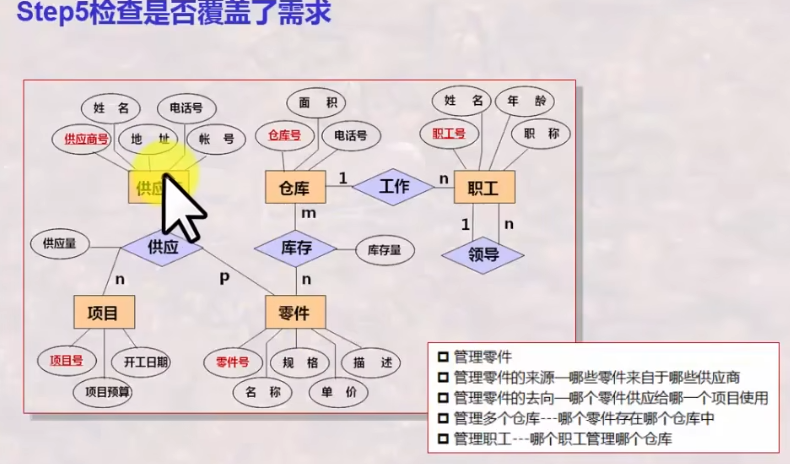 Step5检查是否覆盖了需求
姓 名
电话号
供应商号
地 址
帐 号
面 积
仓库号
电话号
姓 名
年 龄
职工号
职 称
仓库
1
工作
n
职工
m
1
n
供应量
供应
库存
库存量
领导
n
p
n
项目
零件
项目号
开工日期
项目预算
零件号
规 格
描 述
名 称
单 价
管理零件
管理零件的来源—哪些零件来自于哪些供应商
管理零件的去向—哪个零件供应给哪一个项目使用
管理多个仓库---哪个零件存在哪个仓库中
管理职工---哪个职工管理哪个仓库